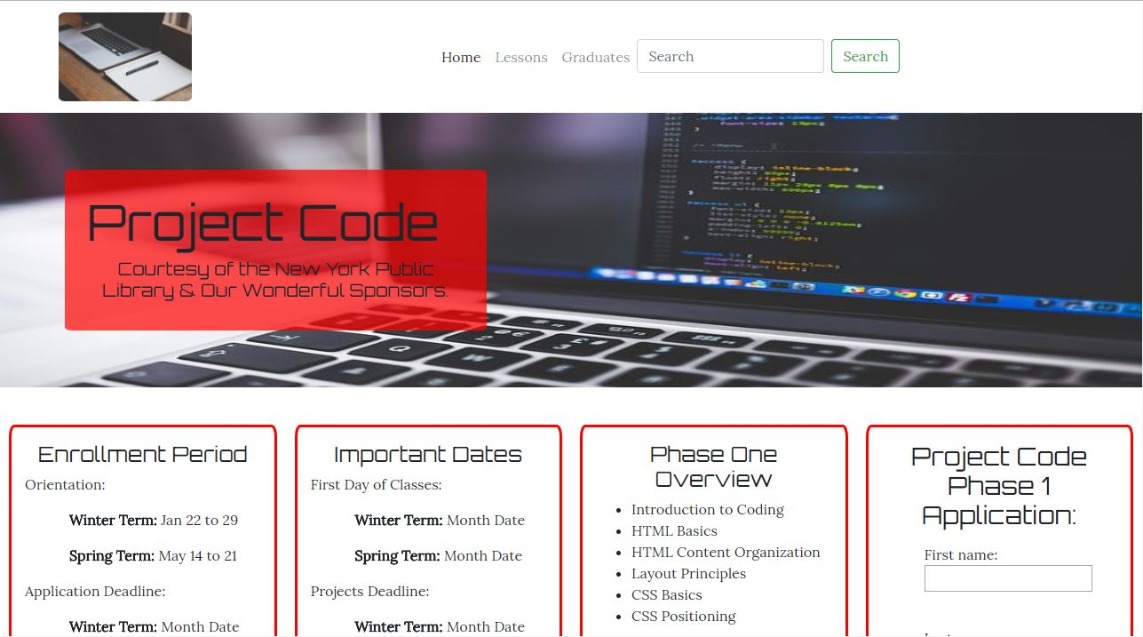 Home Lessons Graduates Search Search
Project Code
Courtesy of the New York Public
Library & Our Wonderful Sponsors.
Enrollment Period
Orientation:
Winter Term: Jan 22 to 29
Spring Term: May 14 to 21
Application Deadline:
Winter Term: Month Date
Important Dates
First Day of Classes:
Winter Term: Month Date
Spring Term: Month Date
Projects Deadline:
Winter Term: Month Date
Phase One
Overview
Introduction to Coding
HTML Basics
HTML Content Organization
Layout Principles
CSS Basics
CSS Positioning
Project Code
Phase 1
Application:
First name: